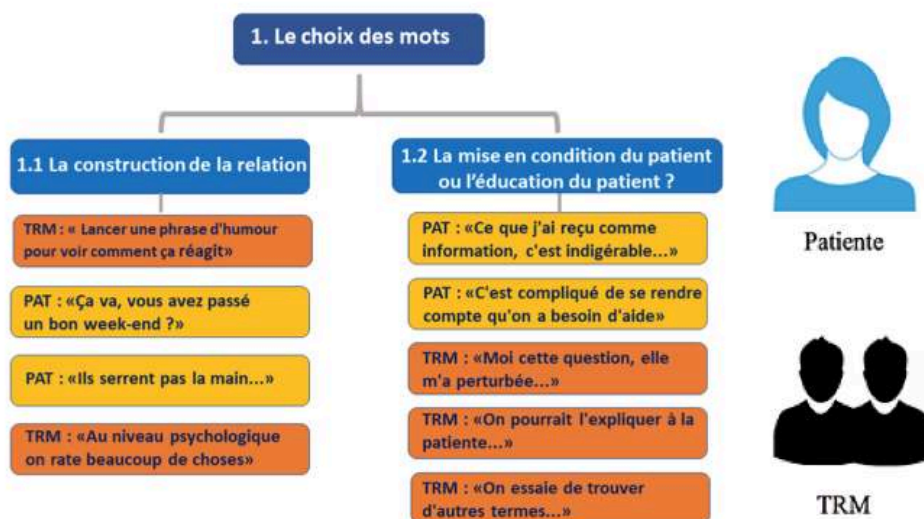 1. Le choix des mots
1.1 La construction de la relation
TRM : « Lancer une phrase d'humour
pour voir comment ça réagit»
PAT : «Ça va, vous avez passé
un bon week-end ?»
PAT : «Ils serrent pas la main...»
TRM : «Au niveau psychologique
on rate beaucoup de choses»
1.2 La mise en condition du patient
ou l'éducation du patient ?
PAT : «Ce que j'ai reçu comme
information, c'est indigérable...»
PAT : «C'est compliqué de se rendre
compte qu'on a besoin d'aide»
TRM : «Moi cette question, elle
m'a perturbée...»
TRM : «On pourrait l'expliquer à la
patiente...»
TRM : «On essaie de trouver
d'autres termes...»
Patiente
TRM